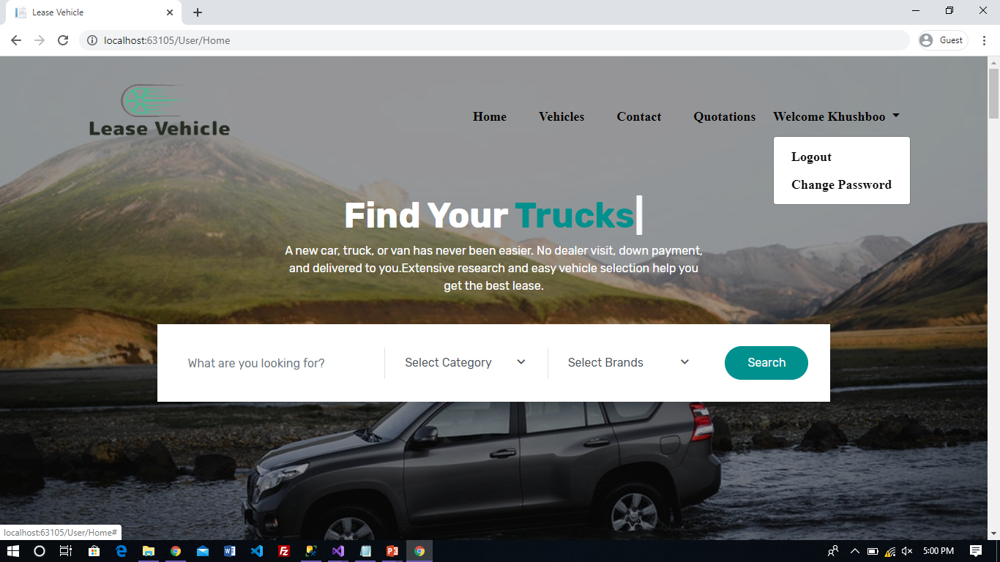 Lease Vehicle
localhost:63105/User/Home
Guest
Lease Vehicle
Home Vehicles Contact Quotations Welcome Khushboo
Logout
Change Password
Find Your Trucks
A new car, truck, or van has never been easier. No dealer visit, down payment,
and delivered to you.Extensive research and easy vehicle selection help you
get the best lease.
What are you looking for? Select Category Select Brands Search
localhost:63105/User/Home#
5:00 PM